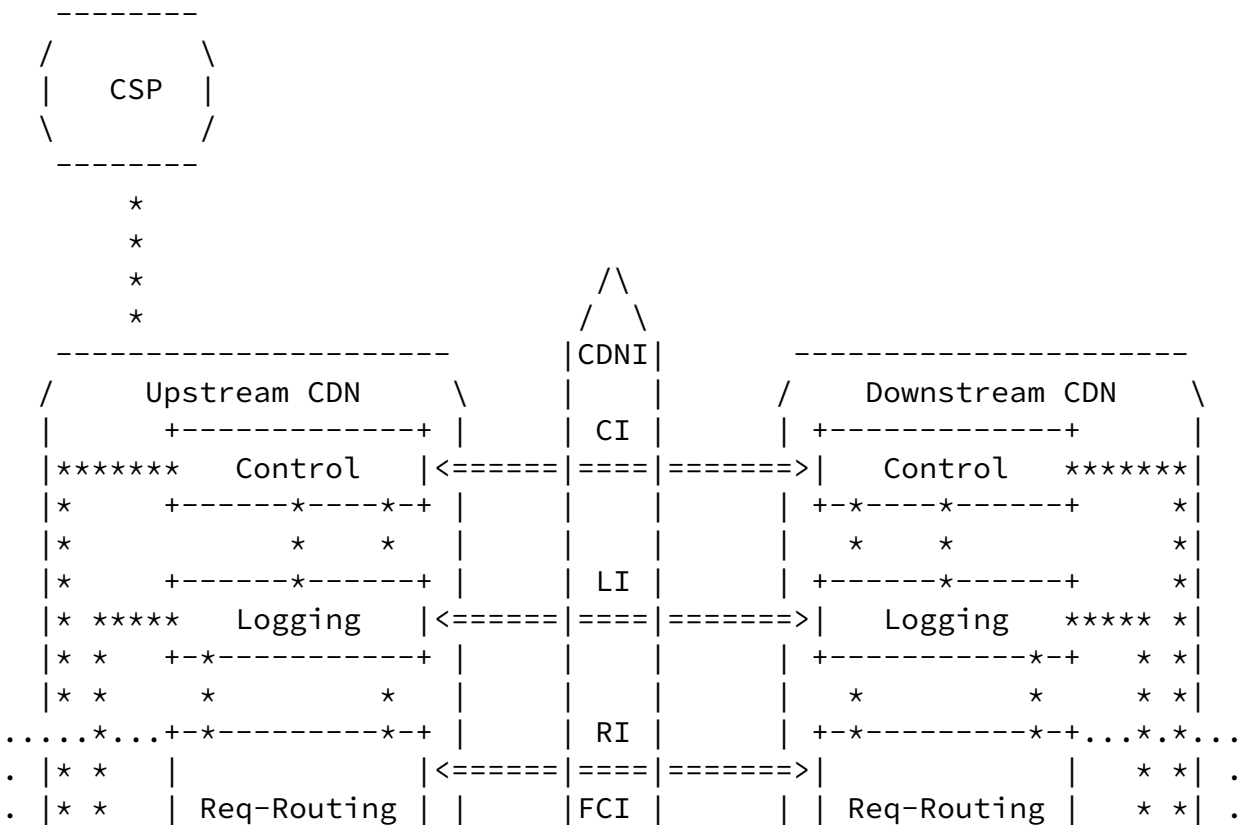 CSP
CDNI
Upstream CDN Downstream CDN
CI
Control Control
LI
Logging Logging
RI
Req-Routing FCI Req-Routing